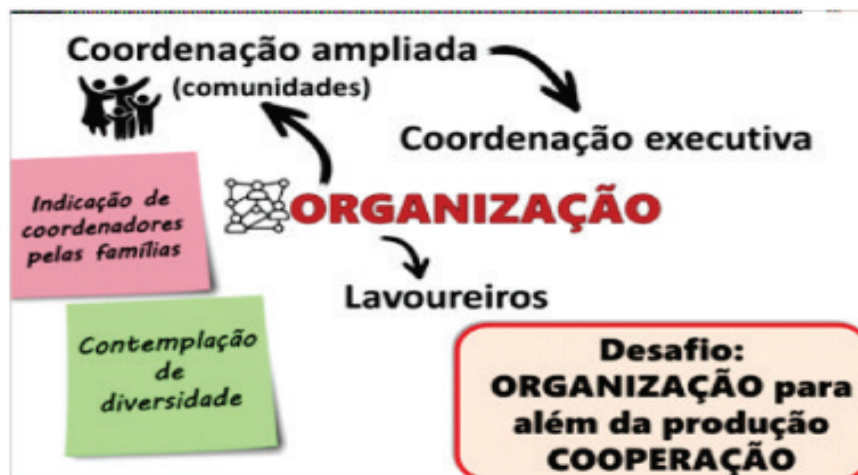 Coordenação ampliada
(comunidades)
Coordenação executiva
Indicação de
coordenadores
pelas famílias
ORGANIZAÇÃO
Lavoureiros
Contemplação
de
diversidade
Desafio:
ORGANIZAÇÃO para
além da produção
COOPERAÇÃO